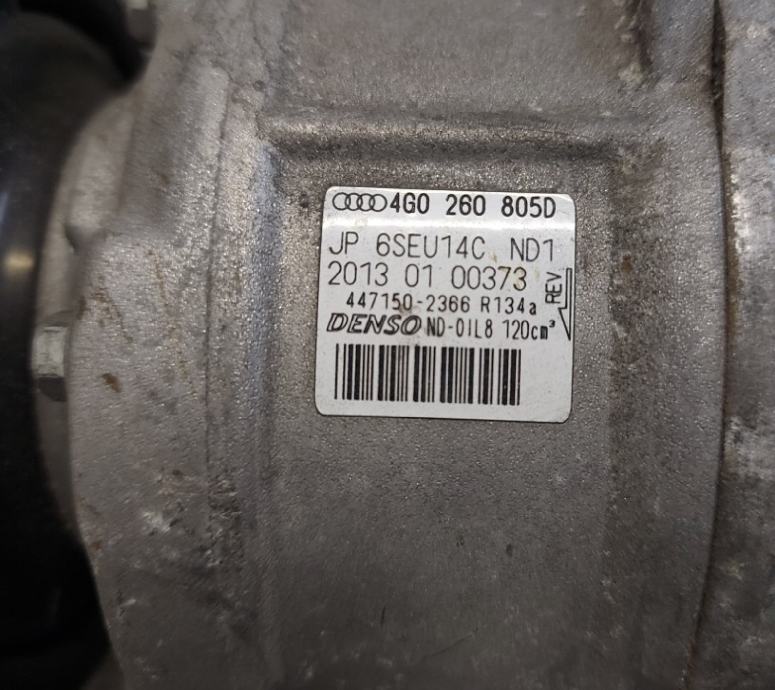 4G0 260 805D
JP 6SEU14C ND1
2013 01 00373
REV
447150-2366 R134a
DENSO ND-OIL8 120cm³